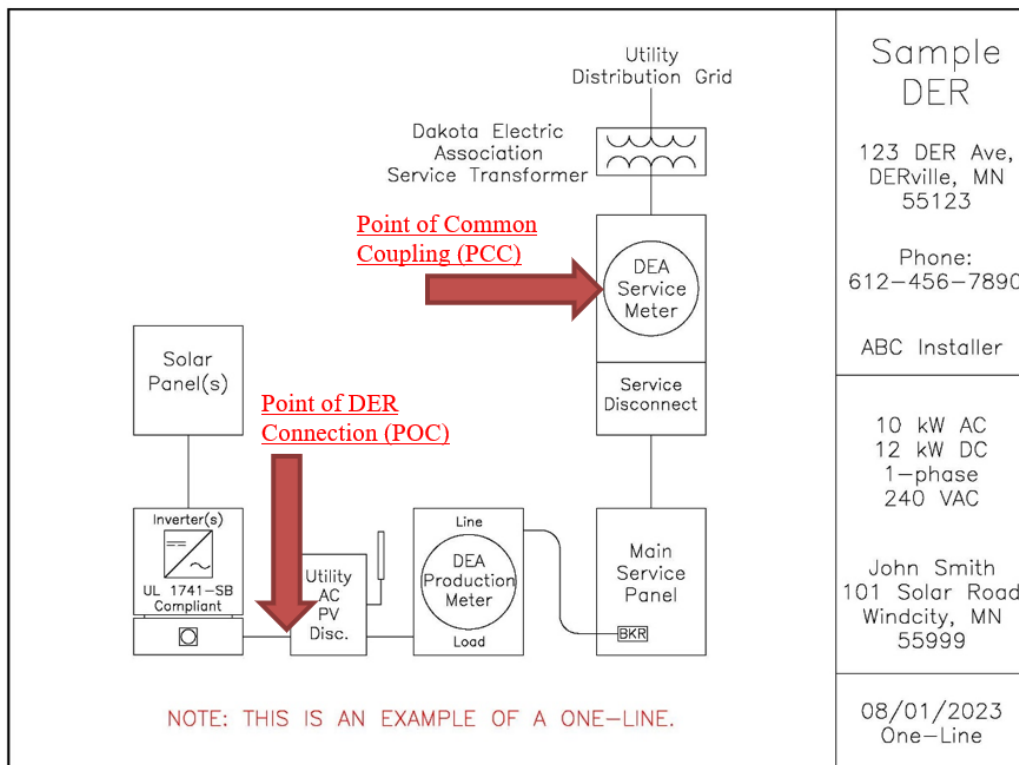 Utility
Distribution Grid
Dakota Electric
Association
Service Transformer
Point of Common
Coupling (PCC)
DEA
Service
Meter
Service
Disconnect
Solar
Panel(s)
Point of DER
Connection (POC)
Inverter(s)
UL 1741-SB
Compliant
Utility
AC
PV
Disc.
Line
DEA
Production
Meter
Load
Main
Service
Panel
BKR
NOTE: THIS IS AN EXAMPLE OF A ONE-LINE.
Sample
DER
123 DER Ave,
DERville, MN
55123
Phone:
612-456-7890
ABC Installer
10 kW AC
12 kW DC
1-phase
240 VAC
John Smith
101 Solar Road
Windcity, MN
55999
08/01/2023
One-Line